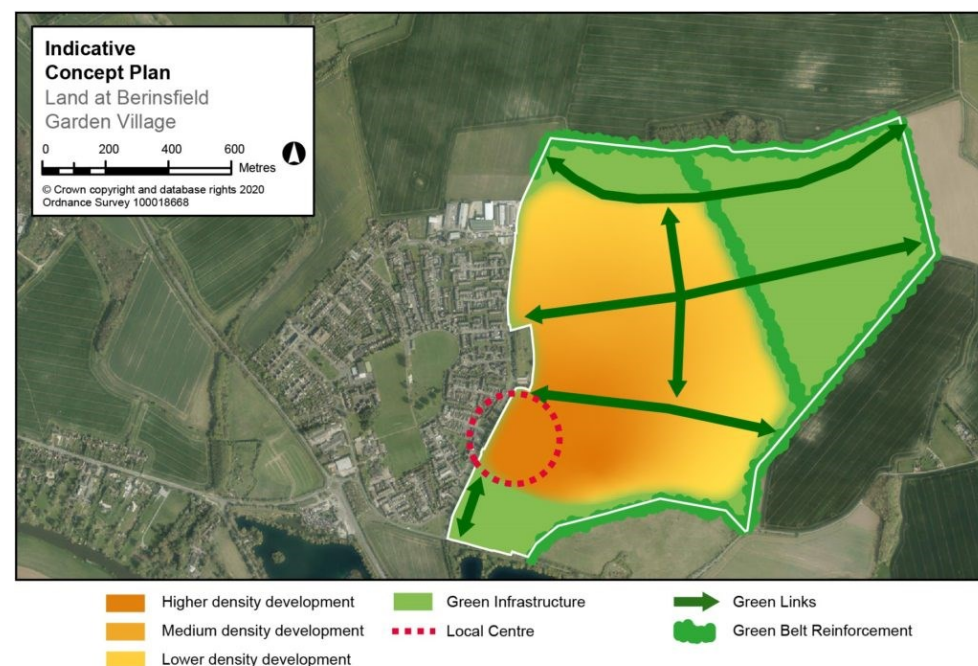 Indicative
Concept Plan
Land at Berinsfield
Garden Village
0 200 400 600
Metres
© Crown copyright and database rights 2020
Ordnance Survey 100018668
Higher density development
Medium density development
Lower density development
Green Infrastructure
Local Centre
Green Links
Green Belt Reinforcement